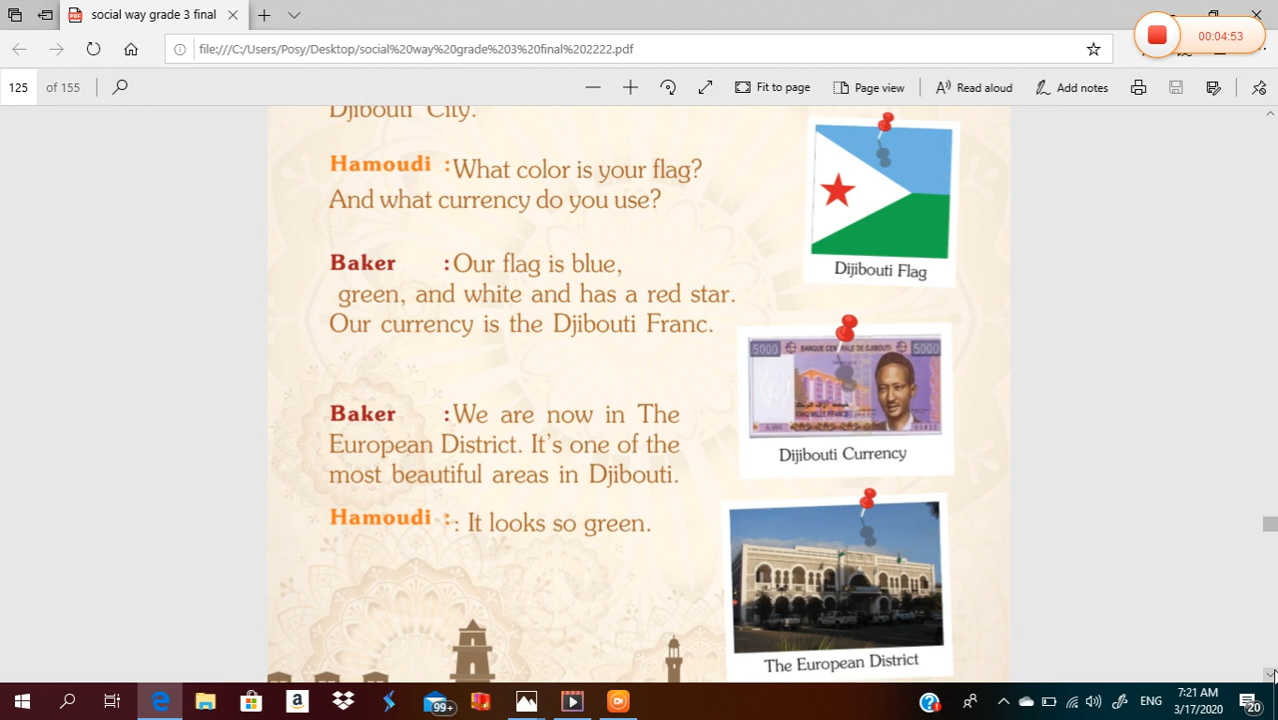 social way grade 3 final
file:///C:/Users/Posy/Desktop/social%20way%20grade%203%20final%202222.pdf
00:04:53
125 of 155
Fit to page
Page view
Read aloud
Add notes
Djibouti City.
Hamoudi : What color is your flag?
And what currency do you use?
Baker : Our flag is blue,
green, and white and has a red star.
Our currency is the Djibouti Franc.
Baker : We are now in The
European District. It's one of the
most beautiful areas in Djibouti.
Hamoudi : : It looks so green.
Dijibouti Flag
5000 BANQUE CENTRALE DE DJIBOUTI 5000
Dijibouti Currency
The European District
99+
ENG
7:21 AM
3/17/2020
20